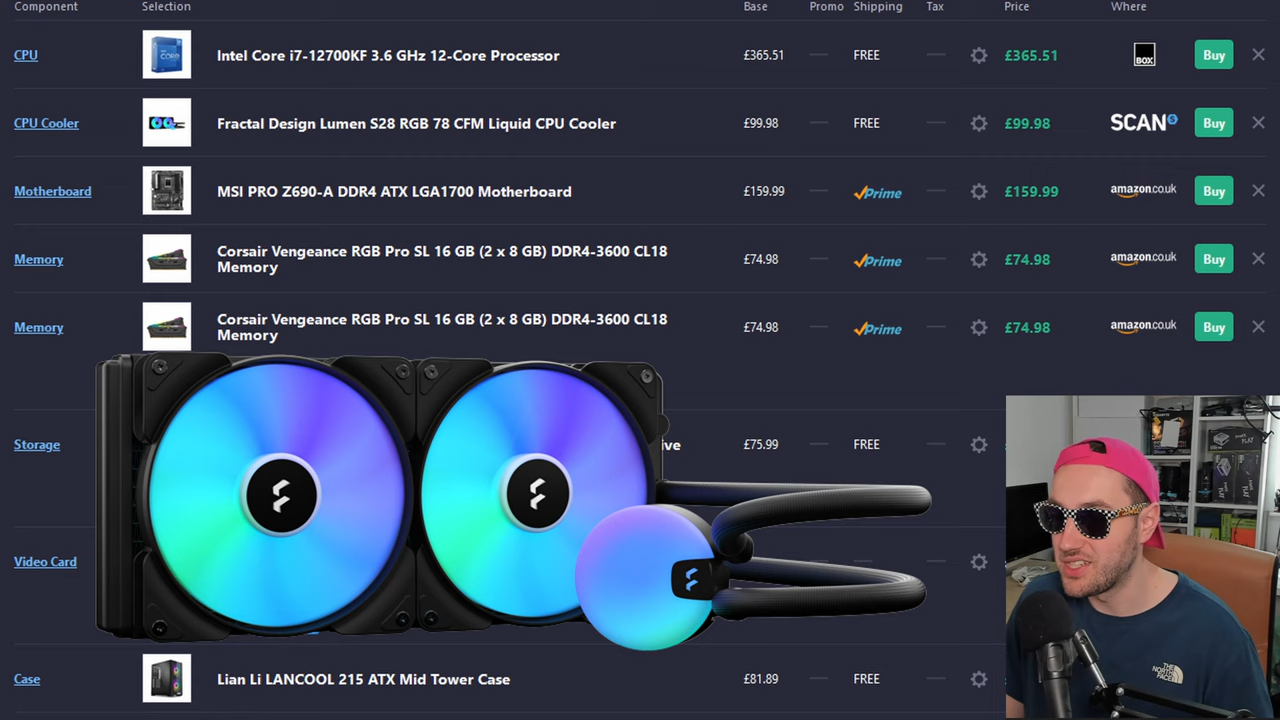 Component Selection Base Promo Shipping Tax Price Where
CPU Intel Core i7-12700KF 3.6 GHz 12-Core Processor £365.51 — FREE — £365.51 BOX Buy
CPU Cooler Fractal Design Lumen S28 RGB 78 CFM Liquid CPU Cooler £99.98 — FREE — £99.98 SCAN Buy
Motherboard MSI PRO Z690-A DDR4 ATX LGA1700 Motherboard £159.99 — Prime — £159.99 amazon.co.uk Buy
Memory Corsair Vengeance RGB Pro SL 16 GB (2 x 8 GB) DDR4-3600 CL18
Memory £74.98 — Prime — £74.98 amazon.co.uk Buy
Memory Corsair Vengeance RGB Pro SL 16 GB (2 x 8 GB) DDR4-3600 CL18
Memory £74.98 — Prime — £74.98 amazon.co.uk Buy
Storage ive £75.99 — FREE —
Video Card
Case Lian Li LANCOOL 215 ATX Mid Tower Case £81.89 — FREE —
THE
NORTH
FACE